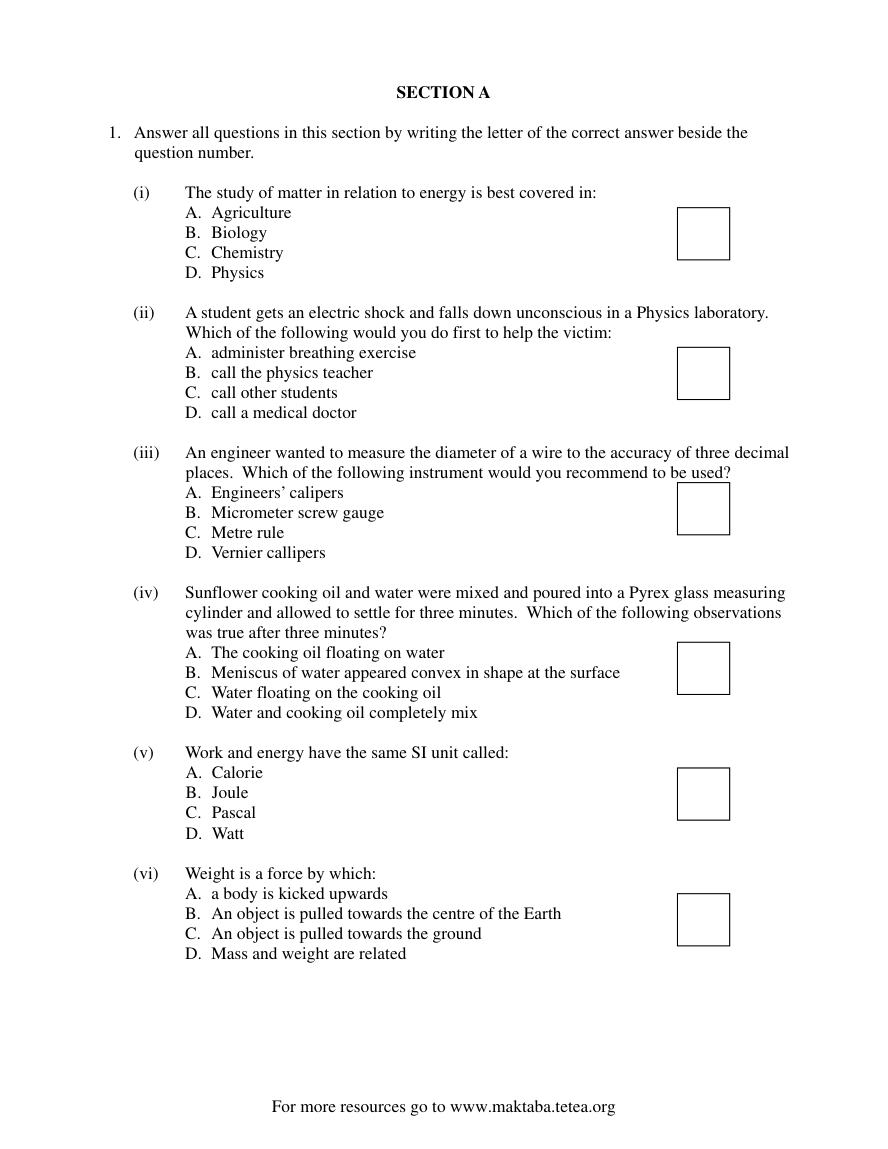 SECTION A
1. Answer all questions in this section by writing the letter of the correct answer beside the
question number.
(i) The study of matter in relation to energy is best covered in:
A. Agriculture
B. Biology
C. Chemistry
D. Physics
(ii) A student gets an electric shock and falls down unconscious in a Physics laboratory.
Which of the following would you do first to help the victim:
A. administer breathing exercise
B. call the physics teacher
C. call other students
D. call a medical doctor
(iii) An engineer wanted to measure the diameter of a wire to the accuracy of three decimal
places. Which of the following instrument would you recommend to be used?
A. Engineers’ calipers
B. Micrometer screw gauge
C. Metre rule
D. Vernier callipers
(iv) Sunflower cooking oil and water were mixed and poured into a Pyrex glass measuring
cylinder and allowed to settle for three minutes. Which of the following observations
was true after three minutes?
A. The cooking oil floating on water
B. Meniscus of water appeared convex in shape at the surface
C. Water floating on the cooking oil
D. Water and cooking oil completely mix
(v) Work and energy have the same SI unit called:
A. Calorie
B. Joule
C. Pascal
D. Watt
(vi) Weight is a force by which:
A. a body is kicked upwards
B. An object is pulled towards the centre of the Earth
C. An object is pulled towards the ground
D. Mass and weight are related
For more resources go to www.maktaba.tetea.org